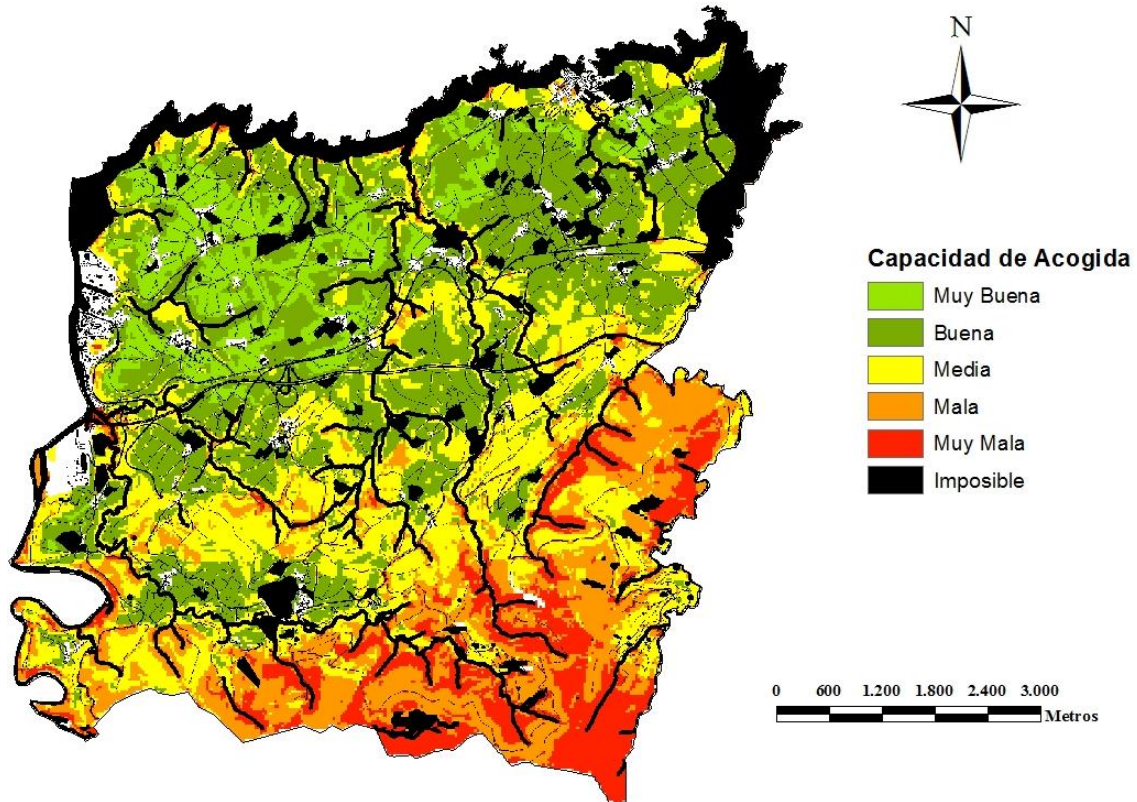 N
Capacidad de Acogida
Muy Buena
Buena
Media
Mala
Muy Mala
Imposible
0 600 1.200 1.800 2.400 3.000
Metros